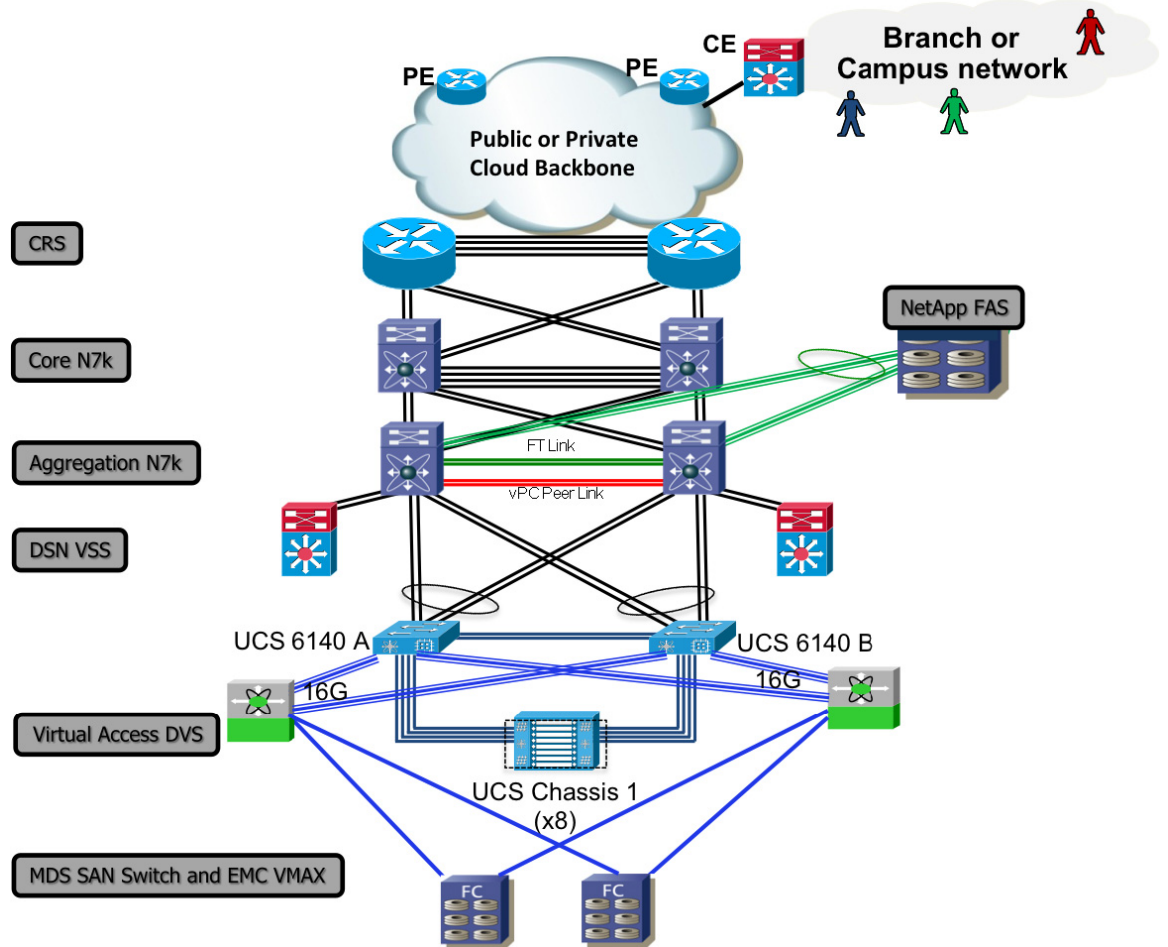 Branch or
Campus network
CE
PE
PE
Public or Private
Cloud Backbone
CRS
NetApp FAS
Core N7k
FT Link
Aggregation N7k
vPC Peer Link
DSN VSS
UCS 6140 A
UCS 6140 B
16G
16G
Virtual Access DVS
UCS Chassis 1
(x8)
MDS SAN Switch and EMC VMAX
FC
FC